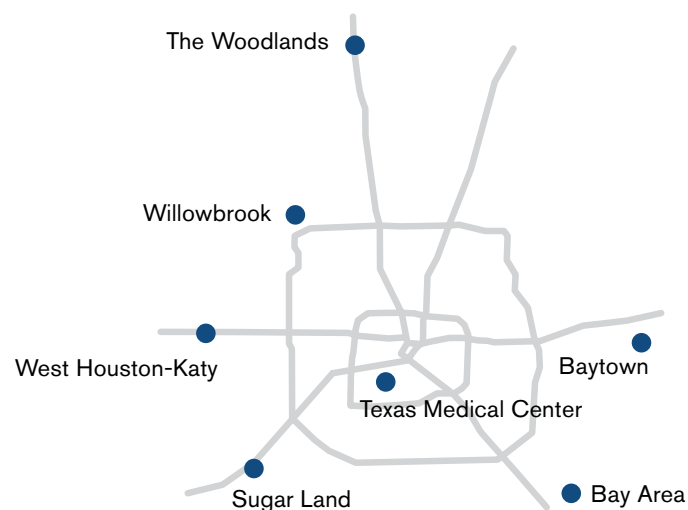 The Woodlands
Willowbrook
West Houston-Katy
Baytown
Texas Medical Center
Sugar Land
Bay Area